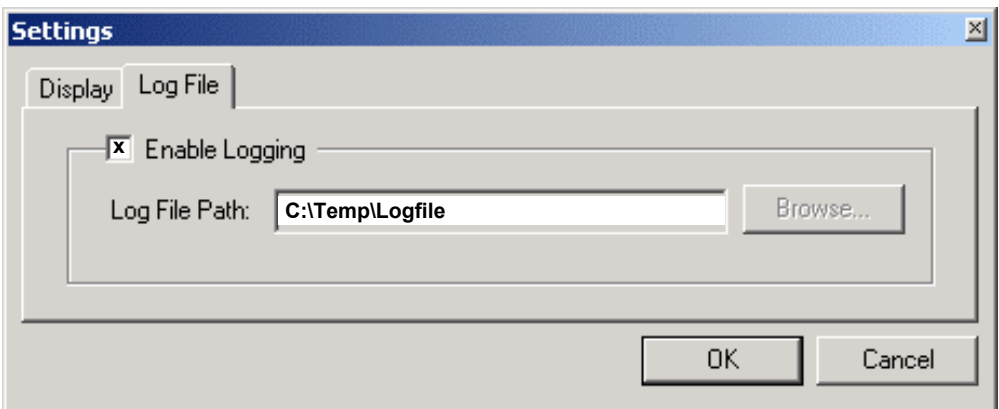 Settings
Display Log File
x Enable Logging
Log File Path: C:\Temp\Logfile Browse...
OK Cancel